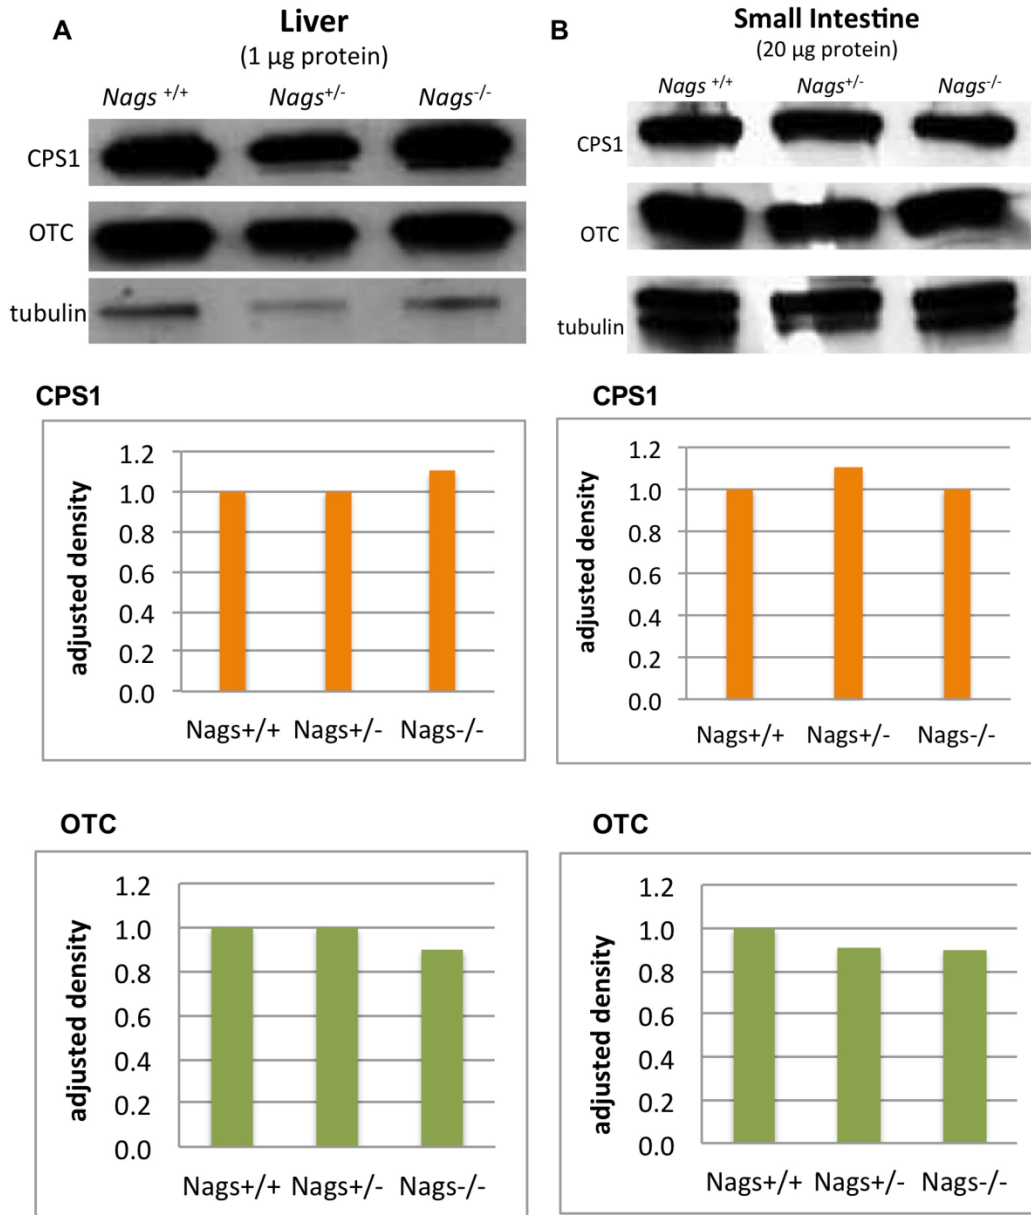 A
Liver
(1 µg protein)
Nags +/+ Nags+/- Nags-/-
CPS1
OTC
tubulin
CPS1
adjusted density
1.2
1.0
0.8
0.6
0.4
0.2
0.0
Nags+/+ Nags+/- Nags-/-
OTC
adjusted density
1.2
1.0
0.8
0.6
0.4
0.2
0.0
Nags+/+ Nags+/- Nags-/-
B
Small Intestine
(20 µg protein)
Nags +/+ Nags+/- Nags-/-
CPS1
OTC
tubulin
CPS1
adjusted density
1.2
1.0
0.8
0.6
0.4
0.2
0.0
Nags+/+ Nags+/- Nags-/-
OTC
adjusted density
1.2
1.0
0.8
0.6
0.4
0.2
0.0
Nags+/+ Nags+/- Nags-/-